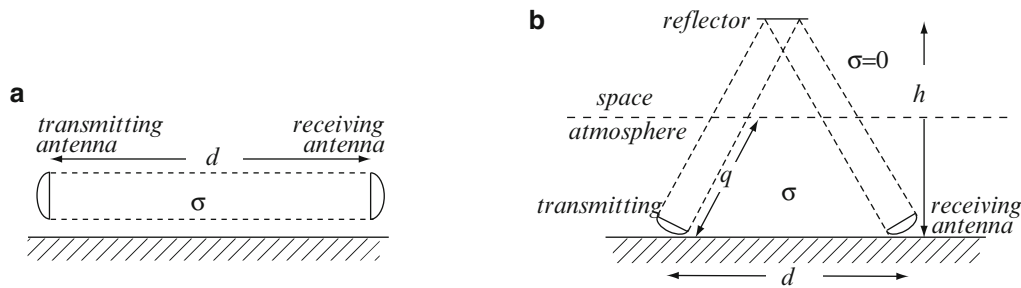 a
transmitting
antenna
receiving
antenna
d
σ
b
reflector
σ=0
h
space
atmosphere
q
σ
transmitting
receiving
antenna
d